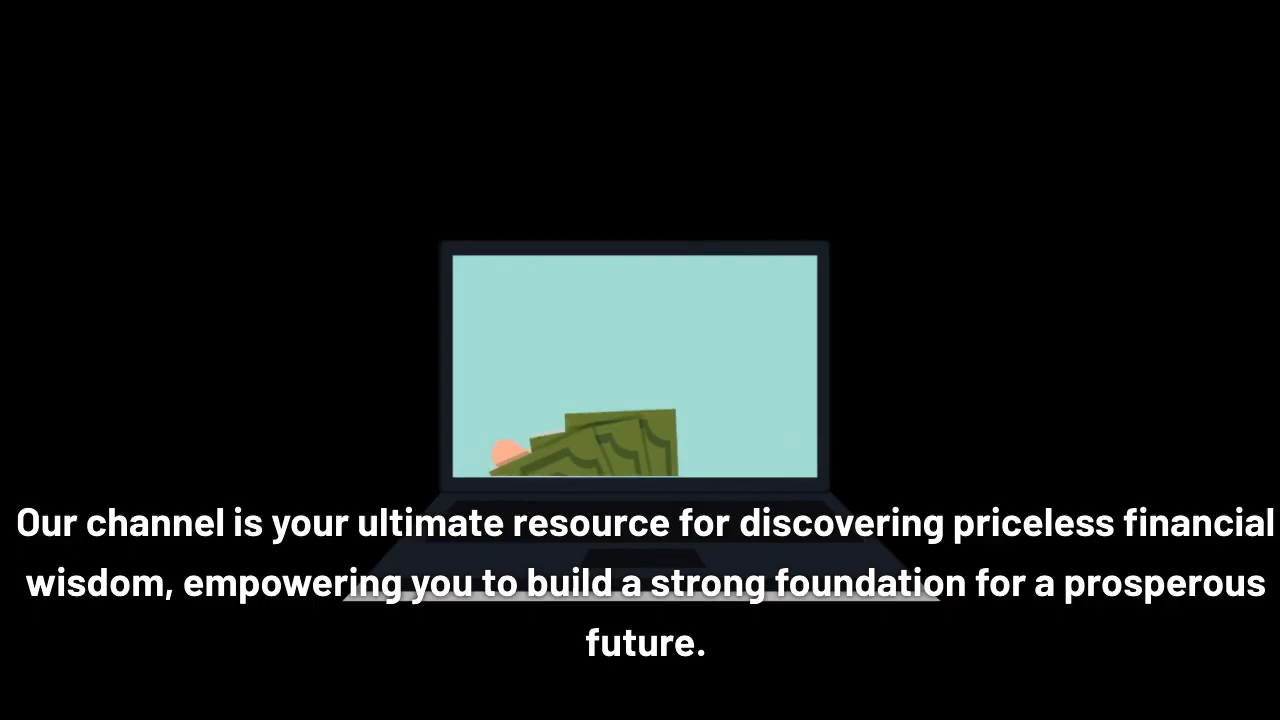 Our channel is your ultimate resource for discovering priceless financial
wisdom, empowering you to build a strong foundation for a prosperous
future.